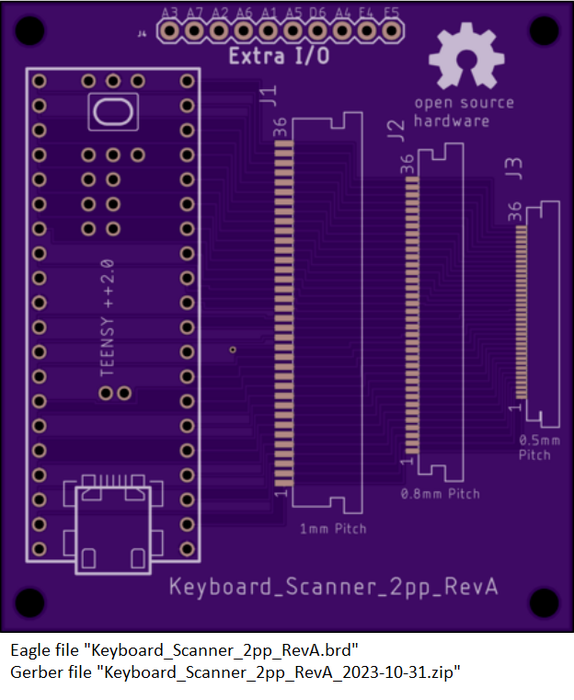 A3 A7 A2 A6 A1 A5 D6 A4 E4 E5
J4
Extra I/O
open source
hardware
J1
36
J2
36
J3
36
TEENSY ++2.0
1
1mm Pitch
1
0.8mm Pitch
1
0.5mm
Pitch
Keyboard_Scanner_2pp_RevA
Eagle file "Keyboard_Scanner_2pp_RevA.brd"
Gerber file "Keyboard_Scanner_2pp_RevA_2023-10-31.zip"